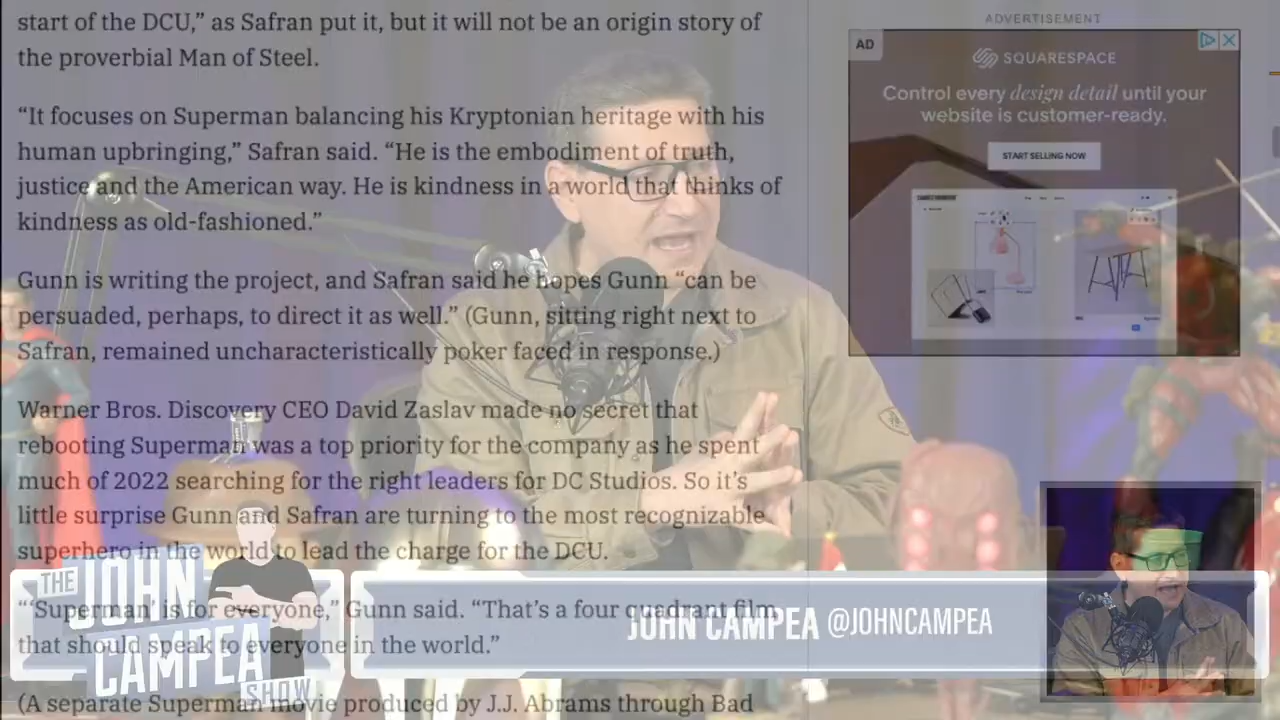 start of the DCU,” as Safran put it, but it will not be an origin story of
the proverbial Man of Steel.
“It focuses on Superman balancing his Kryptonian heritage with his
human upbringing,” Safran said. “He is the embodiment of truth,
justice and the American way. He is kindness in a world that thinks of
kindness as old-fashioned.”
Gunn is writing the project, and Safran said he hopes Gunn “can be
persuaded, perhaps, to direct it as well.” (Gunn, sitting right next to
Safran, remained uncharacteristically poker faced in response.)
Warner Bros. Discovery CEO David Zaslav made no secret that
rebooting Superman was a top priority for the company as he spent
much of 2022 searching for the right leaders for DC Studios. So it’s
little surprise Gunn and Safran are turning to the most recognizable
superhero in the world to lead the charge for the DCU.
“‘Superman’ is for everyone,” Gunn said. “That’s a four quadrant film
that should speak to everyone in the world.”
(A separate Superman movie produced by J.J. Abrams through Bad
ADVERTISEMENT
AD
SQUARESPACE
Control every design detail until your
website is customer-ready.
START SELLING NOW
THE
JOHN
CAMPEA
SHOW
JOHN CAMPEA @JOHNCAMPEA